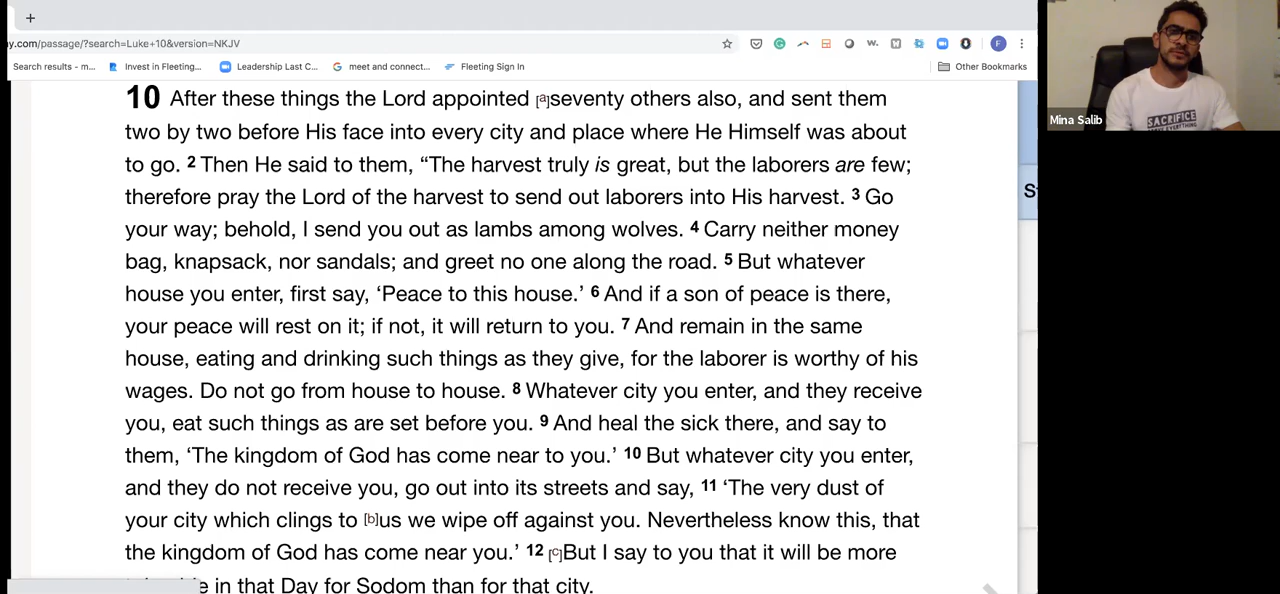 +
y.com/passage/?search=Luke+10&version=NKJV
W.
F
Search results - m...
Invest in Fleeting...
Leadership Last C...
meet and connect...
Fleeting Sign In
Other Bookmarks
10 After these things the Lord appointed [a]seventy others also, and sent them
two by two before His face into every city and place where He Himself was about
to go. 2 Then He said to them, “The harvest truly is great, but the laborers are few;
therefore pray the Lord of the harvest to send out laborers into His harvest. 3 Go
your way; behold, I send you out as lambs among wolves. 4 Carry neither money
bag, knapsack, nor sandals; and greet no one along the road. 5 But whatever
house you enter, first say, ‘Peace to this house.’ 6 And if a son of peace is there,
your peace will rest on it; if not, it will return to you. 7 And remain in the same
house, eating and drinking such things as they give, for the laborer is worthy of his
wages. Do not go from house to house. 8 Whatever city you enter, and they receive
you, eat such things as are set before you. 9 And heal the sick there, and say to
them, ‘The kingdom of God has come near to you.’ 10 But whatever city you enter,
and they do not receive you, go out into its streets and say, 11 ‘The very dust of
your city which clings to [b]us we wipe off against you. Nevertheless know this, that
the kingdom of God has come near you.’ 12 [c]But I say to you that it will be more
in that Day for Sodom than for that city.
SACRIFICE
EVERYTHING
Mina Salib